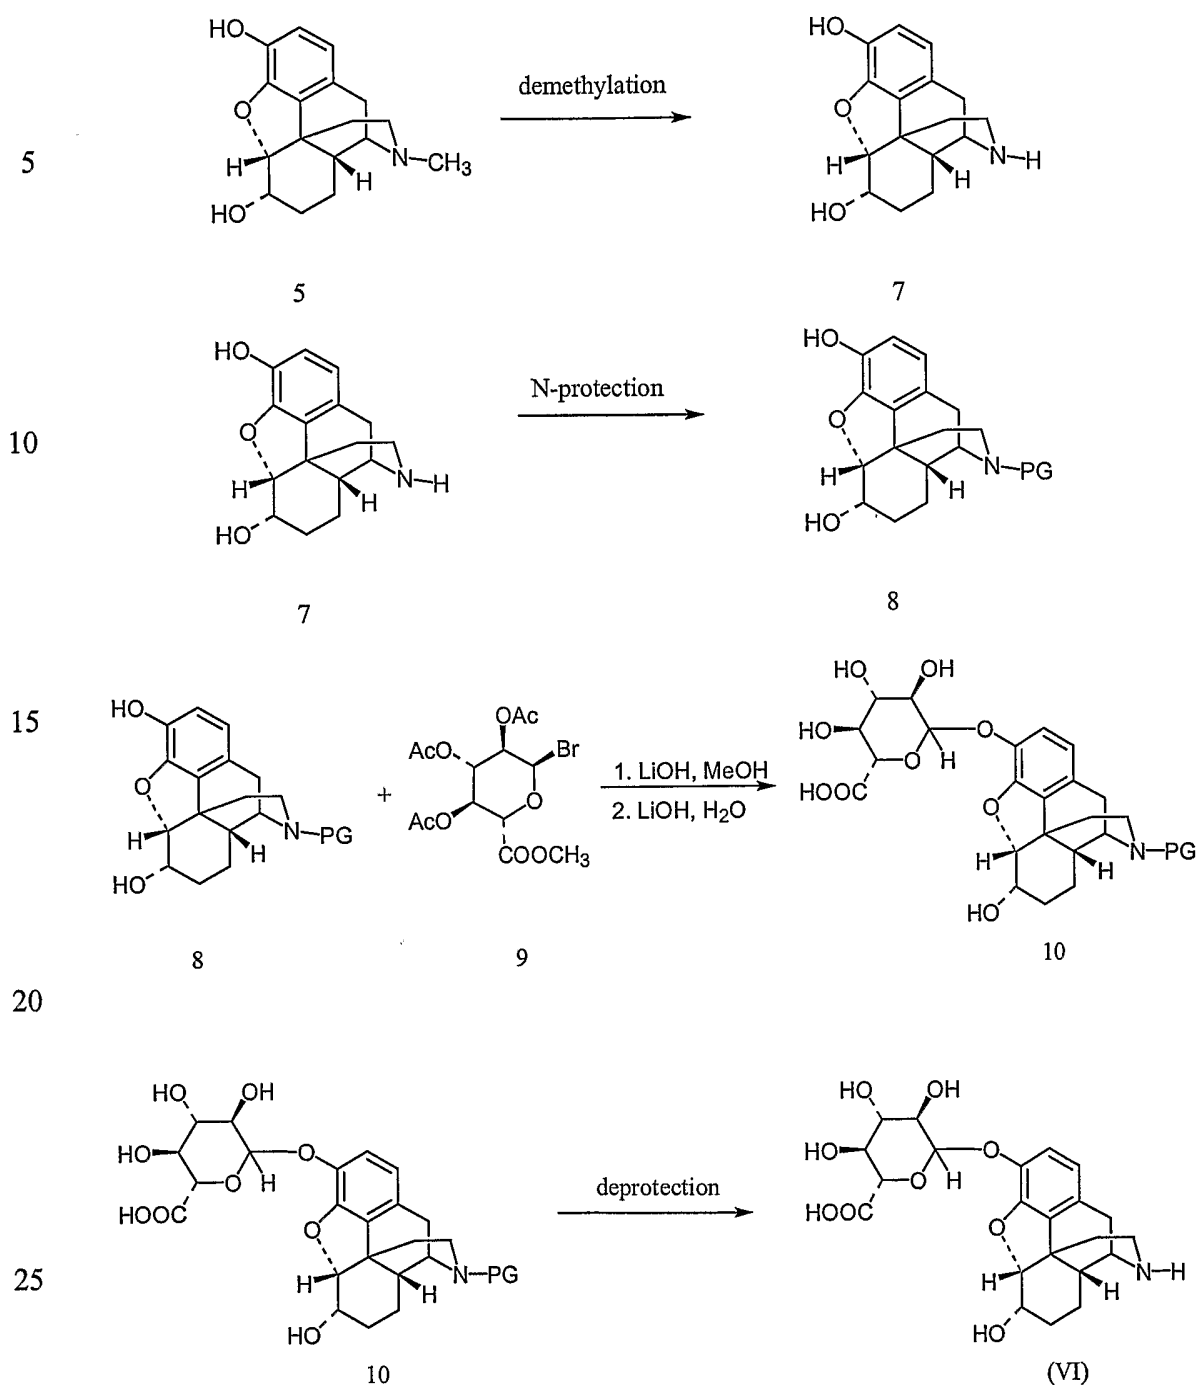 HO
HO
demethylation
O
O
5
H
N
CH3
H
N
H
H
H
HO
HO
5
7
HO
HO
N-protection
O
O
10
H
N
H
H
N
PG
H
H
HO
HO
7
8
HO
OH
15
HO
OAc
HO
O
AcO
Br
O
1. LiOH, MeOH
O
H
+
O
HOOC
AcO
2. LiOH, H2O
O
H
N
PG
H
COOCH3
H
N
PG
HO
H
HO
8
9
10
20
HO
OH
HO
OH
HO
O
HO
O
O
H
deprotection
O
H
HOOC
HOOC
O
O
25
H
N
PG
H
N
H
H
H
HO
HO
10
(VI)